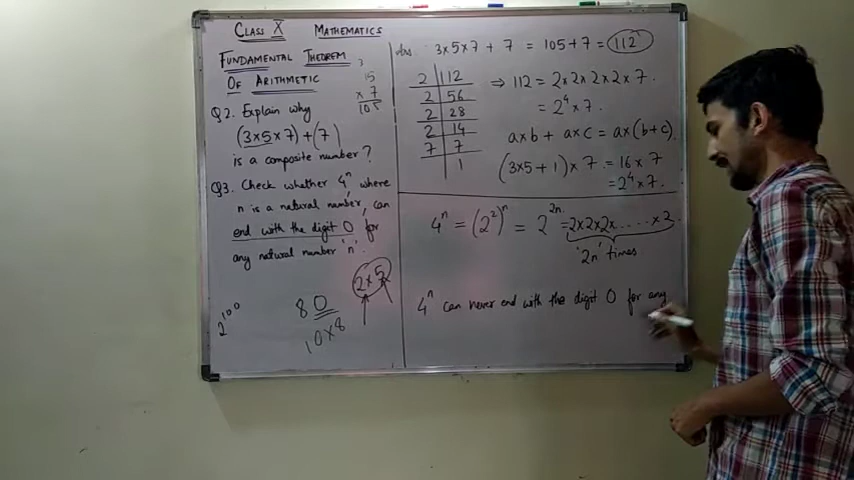 CLASS X MATHEMATICS
FUNDAMENTAL THEOREM
OF ARITHMETIC
3
15
× 7
105
Q2. Explain why
(3×5×7) + (7)
is a composite number?
Q3. Check whether 4ⁿ where
n is a natural number, can
end with the digit 0 for
any natural number 'n'.
2¹⁰⁰
80
10×8
2×5
Ans. 3×5×7 + 7 = 105+7 = 112
2 | 112
2 | 56
2 | 28
2 | 14
7 | 7
1
⇒ 112 = 2×2×2×2×7.
= 2⁴×7.
a×b + a×c = a×(b+c).
(3×5+1)×7 = 16×7
= 2⁴×7.
4ⁿ = (2²)ⁿ = 2²ⁿ = 2×2×2×......×2.
'2n' times
4ⁿ can never end with the digit 0 for any